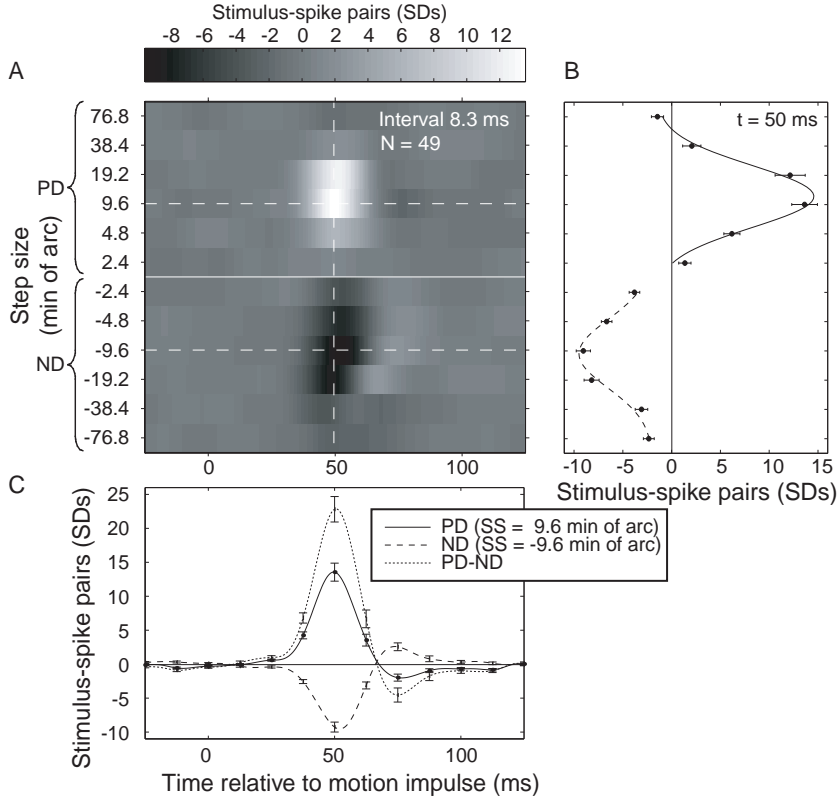 Stimulus-spike pairs (SDs)
-8 -6 -4 -2 0 2 4 6 8 10 12
A
Interval 8.3 ms
N = 49
Step size
(min of arc)
PD
ND
76.8
38.4
19.2
9.6
4.8
2.4
-2.4
-4.8
-9.6
-19.2
-38.4
-76.8
0 50 100
B
t = 50 ms
-10 -5 0 5 10 15
Stimulus-spike pairs (SDs)
C
Stimulus-spike pairs (SDs)
25
20
15
10
5
0
-5
-10
PD (SS = 9.6 min of arc)
ND (SS = -9.6 min of arc)
PD-ND
0 50 100
Time relative to motion impulse (ms)